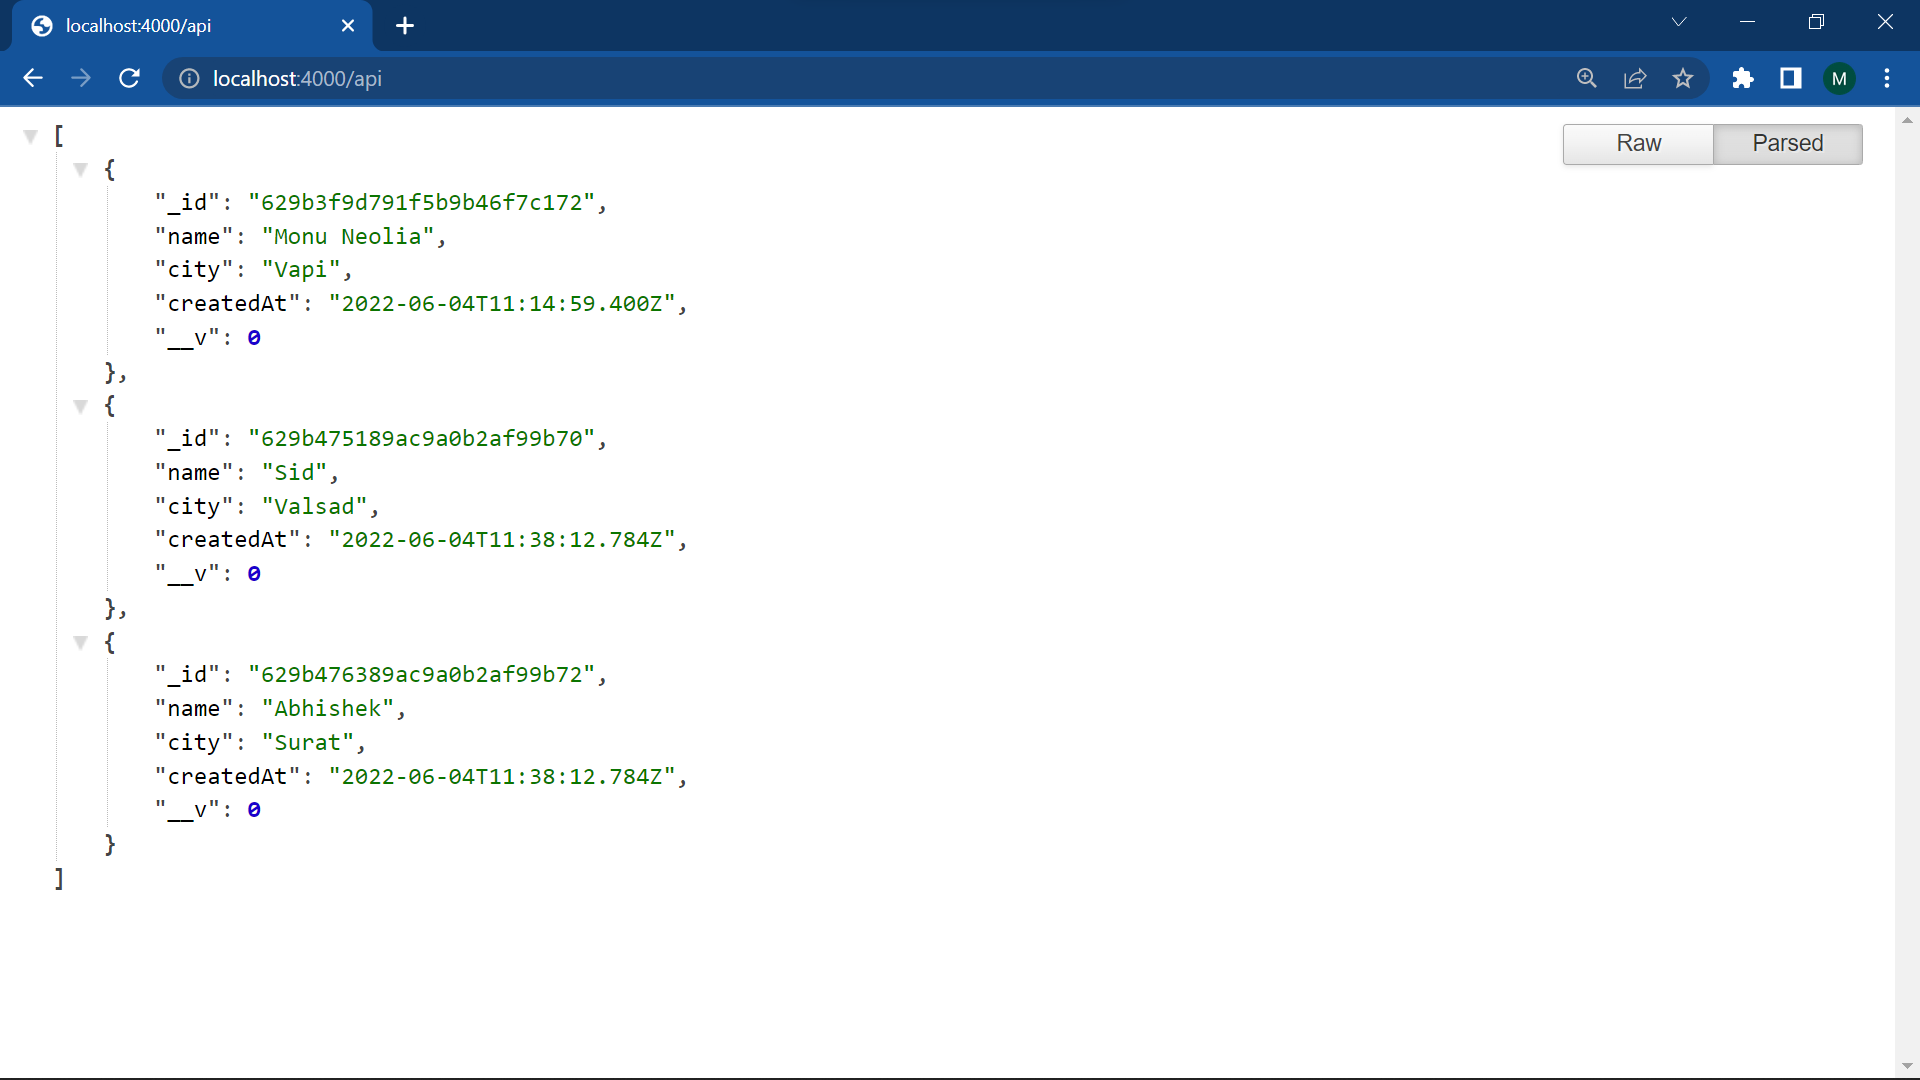 localhost:4000/api
localhost:4000/api
M
Raw
Parsed
[
{
"_id": "629b3f9d791f5b9b46f7c172",
"name": "Monu Neolia",
"city": "Vapi",
"createdAt": "2022-06-04T11:14:59.400Z",
"__v": 0
},
{
"_id": "629b475189ac9a0b2af99b70",
"name": "Sid",
"city": "Valsad",
"createdAt": "2022-06-04T11:38:12.784Z",
"__v": 0
},
{
"_id": "629b476389ac9a0b2af99b72",
"name": "Abhishek",
"city": "Surat",
"createdAt": "2022-06-04T11:38:12.784Z",
"__v": 0
}
]